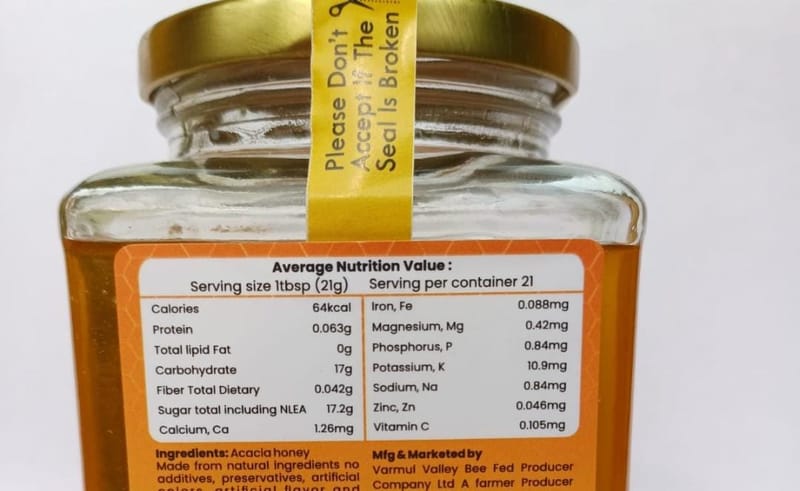 Please Don't
Accept If The
Seal Is Broken
Average Nutrition Value :
Serving size 1tbsp (21g) Serving per container 21
Calories 64kcal
Protein 0.063g
Total lipid Fat 0g
Carbohydrate 17g
Fiber Total Dietary 0.042g
Sugar total including NLEA 17.2g
Calcium, Ca 1.26mg
Iron, Fe 0.088mg
Magnesium, Mg 0.42mg
Phosphorus, P 0.84mg
Potassium, K 10.9mg
Sodium, Na 0.84mg
Zinc, Zn 0.046mg
Vitamin C 0.105mg
Ingredients: Acacia honey
Made from natural ingredients no
additives, preservatives, artificial
colors, artificial flavor and
Mfg & Marketed by
Varmul Valley Bee Fed Producer
Company Ltd A farmer Producer